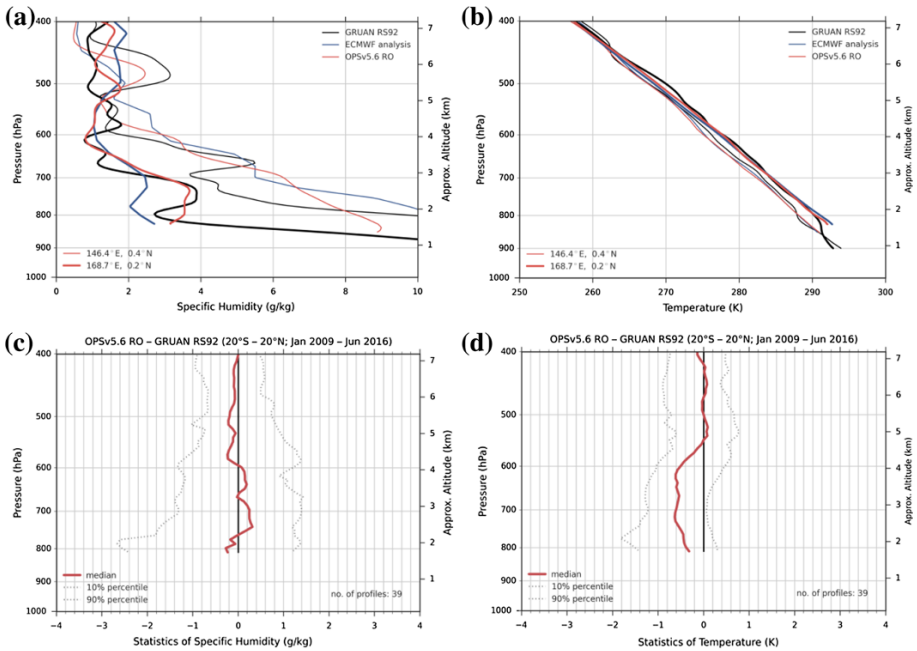 (a)
400
500
600
700
800
900
1000
Pressure (hPa)
GRUAN RS92
ECMWF analysis
OPSv5.6 RO
146.4°E, 0.4°N
168.7°E, 0.2°N
7
6
5
4
3
2
1
Approx. Altitude (km)
0 2 4 6 8 10
Specific Humidity (g/kg)
(b)
400
500
600
700
800
900
1000
Pressure (hPa)
GRUAN RS92
ECMWF analysis
OPSv5.6 RO
146.4°E, 0.4°N
168.7°E, 0.2°N
7
6
5
4
3
2
1
Approx. Altitude (km)
250 260 270 280 290 300
Temperature (K)
(c)
OPSv5.6 RO – GRUAN RS92 (20°S – 20°N; Jan 2009 – Jun 2016)
400
500
600
700
800
900
1000
Pressure (hPa)
median
10% percentile
90% percentile
no. of profiles: 39
7
6
5
4
3
2
1
Approx. Altitude (km)
−4 −3 −2 −1 0 1 2 3 4
Statistics of Specific Humidity (g/kg)
(d)
OPSv5.6 RO – GRUAN RS92 (20°S – 20°N; Jan 2009 – Jun 2016)
400
500
600
700
800
900
1000
Pressure (hPa)
median
10% percentile
90% percentile
no. of profiles: 39
7
6
5
4
3
2
1
Approx. Altitude (km)
−4 −3 −2 −1 0 1 2 3 4
Statistics of Temperature (K)